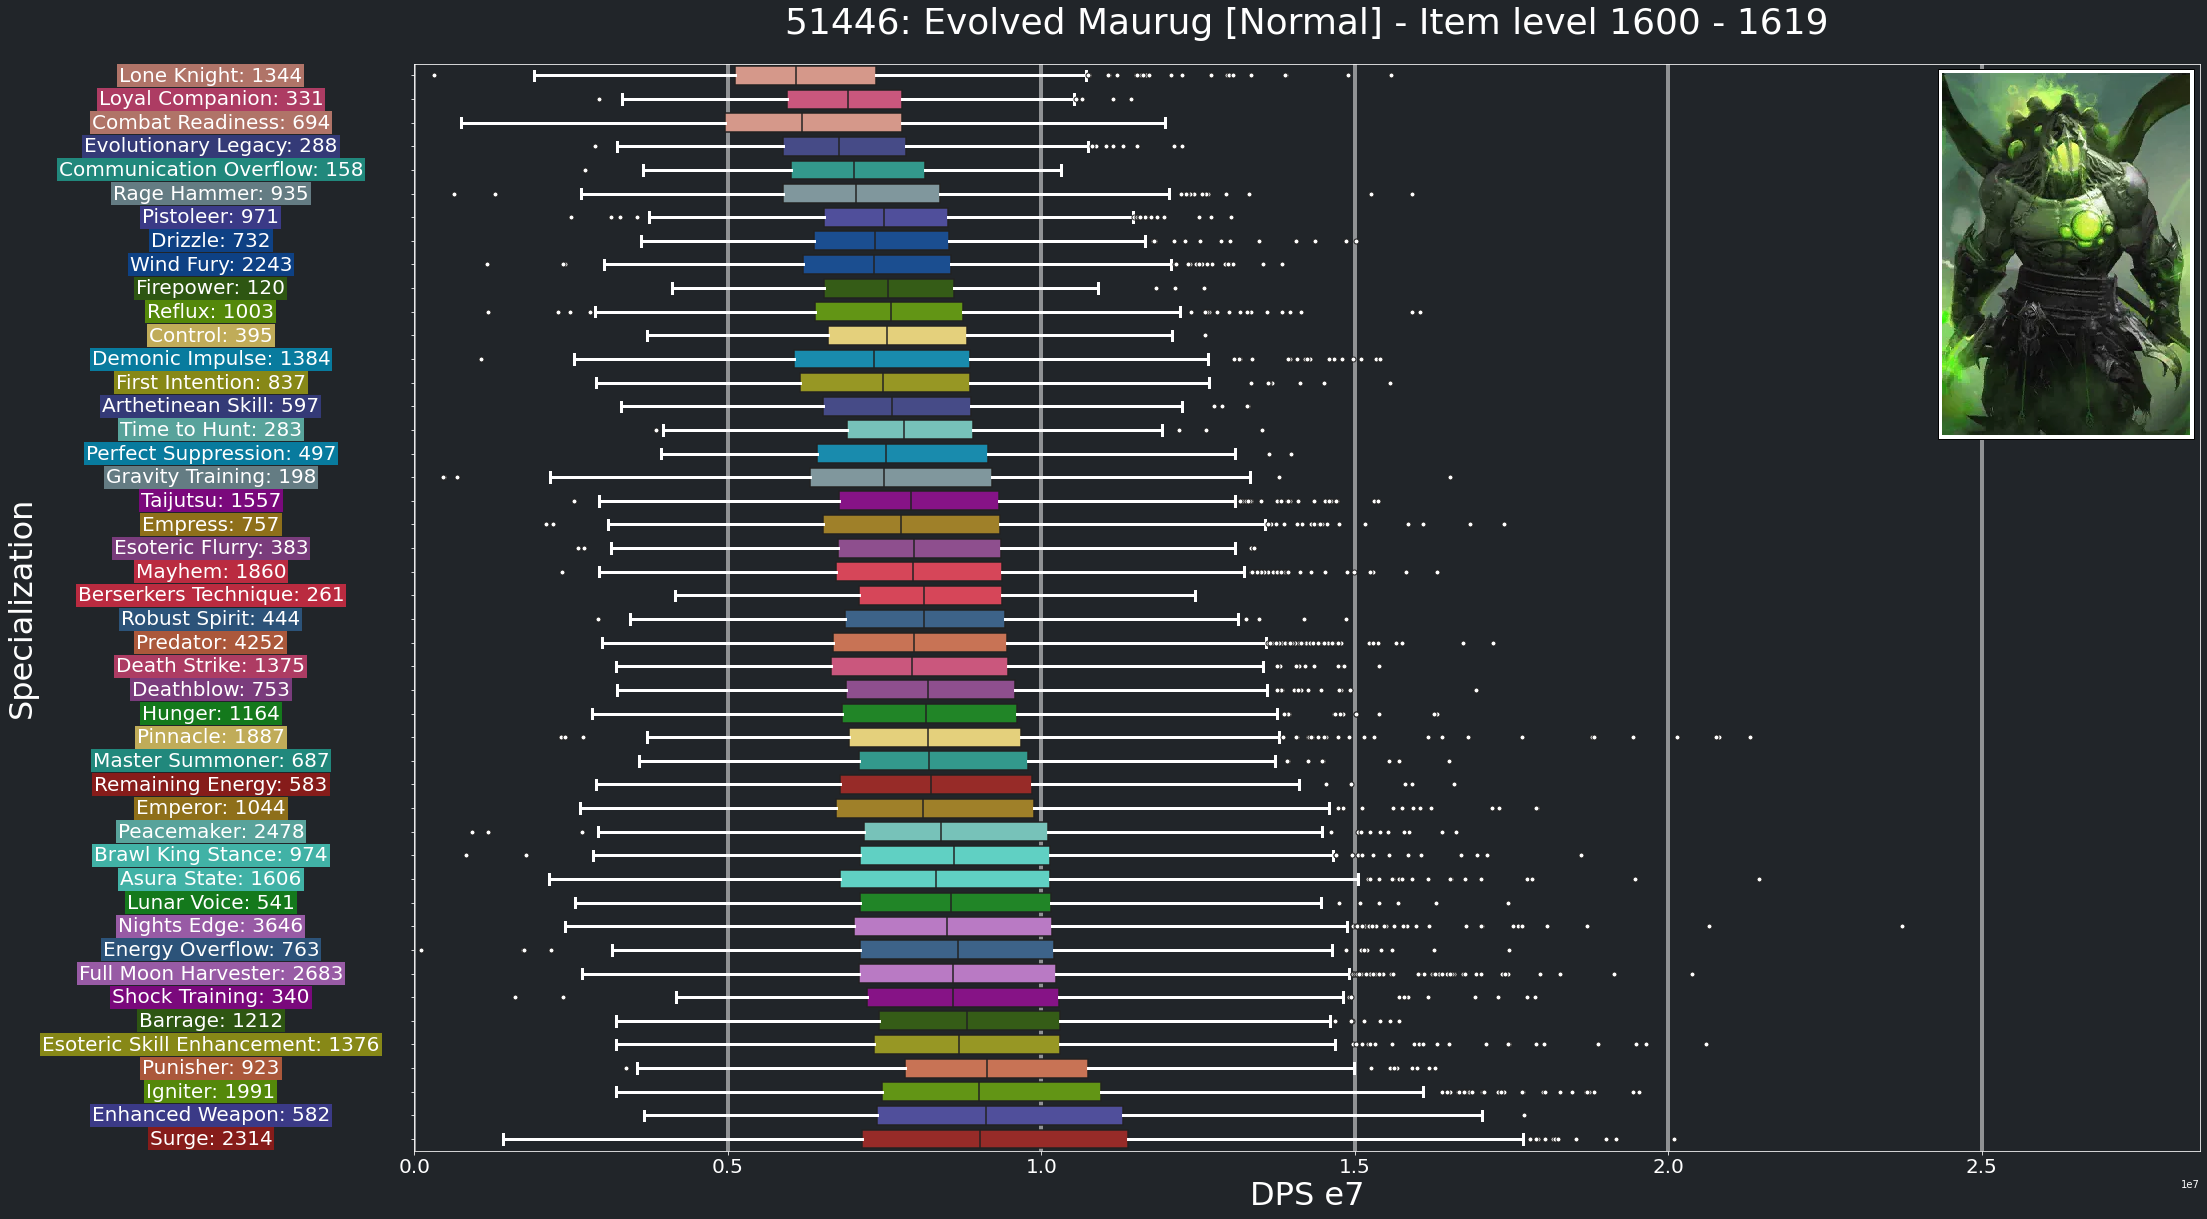 51446: Evolved Maurug [Normal] - Item level 1600 - 1619
Specialization
Lone Knight: 1344
Loyal Companion: 331
Combat Readiness: 694
Evolutionary Legacy: 288
Communication Overflow: 158
Rage Hammer: 935
Pistoleer: 971
Drizzle: 732
Wind Fury: 2243
Firepower: 120
Reflux: 1003
Control: 395
Demonic Impulse: 1384
First Intention: 837
Arthetinean Skill: 597
Time to Hunt: 283
Perfect Suppression: 497
Gravity Training: 198
Taijutsu: 1557
Empress: 757
Esoteric Flurry: 383
Mayhem: 1860
Berserkers Technique: 261
Robust Spirit: 444
Predator: 4252
Death Strike: 1375
Deathblow: 753
Hunger: 1164
Pinnacle: 1887
Master Summoner: 687
Remaining Energy: 583
Emperor: 1044
Peacemaker: 2478
Brawl King Stance: 974
Asura State: 1606
Lunar Voice: 541
Nights Edge: 3646
Energy Overflow: 763
Full Moon Harvester: 2683
Shock Training: 340
Barrage: 1212
Esoteric Skill Enhancement: 1376
Punisher: 923
Igniter: 1991
Enhanced Weapon: 582
Surge: 2314
0.0 0.5 1.0 1.5 2.0 2.5
1e7
DPS e7